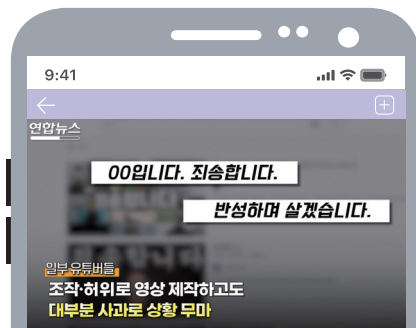 9:41
연합뉴스
OO입니다. 죄송합니다.
반성하며 살겠습니다.
일부 유튜버들
조작·허위로 영상 제작하고도
대부분 사과로 상황 무마